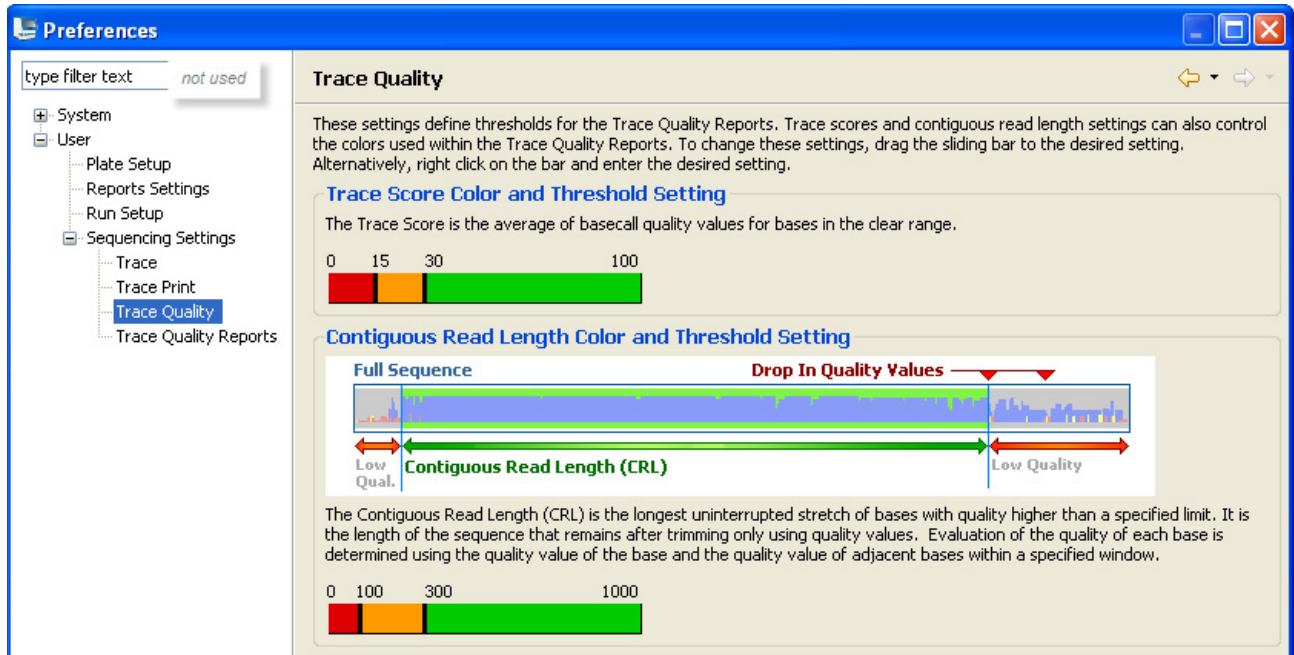 Preferences
type filter text
not used
System
User
Plate Setup
Reports Settings
Run Setup
Sequencing Settings
Trace
Trace Print
Trace Quality
Trace Quality Reports
Trace Quality
These settings define thresholds for the Trace Quality Reports. Trace scores and contiguous read length settings can also control
the colors used within the Trace Quality Reports. To change these settings, drag the sliding bar to the desired setting.
Alternatively, right click on the bar and enter the desired setting.
Trace Score Color and Threshold Setting
The Trace Score is the average of basecall quality values for bases in the clear range.
0 15 30 100
Contiguous Read Length Color and Threshold Setting
Full Sequence Drop In Quality Values
Low
Qual.
Contiguous Read Length (CRL)
Low Quality
The Contiguous Read Length (CRL) is the longest uninterrupted stretch of bases with quality higher than a specified limit. It is
the length of the sequence that remains after trimming only using quality values. Evaluation of the quality of each base is
determined using the quality value of the base and the quality value of adjacent bases within a specified window.
0 100 300 1000